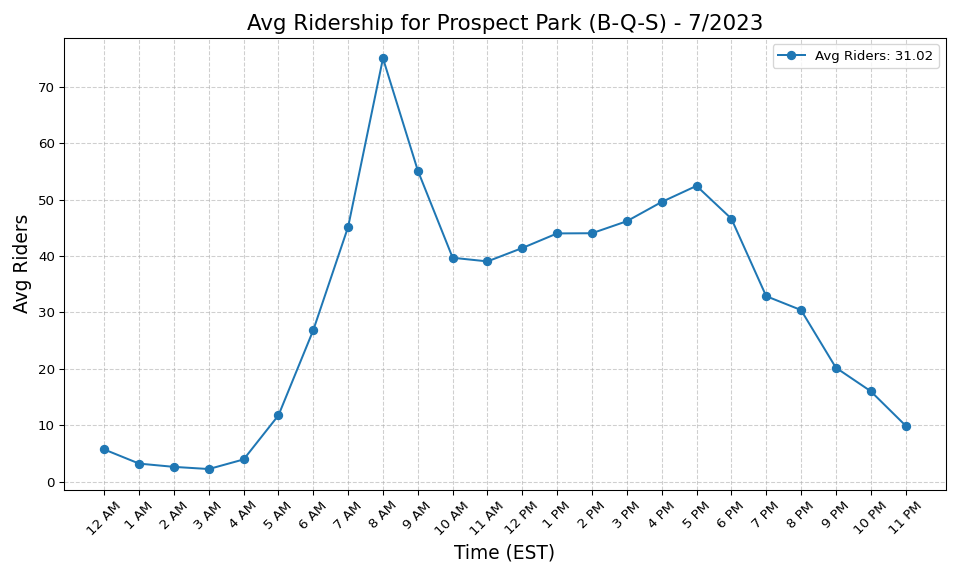 Avg Ridership for Prospect Park (B-Q-S) - 7/2023
Avg Riders: 31.02
Avg Riders
70
60
50
40
30
20
10
0
12 AM
1 AM
2 AM
3 AM
4 AM
5 AM
6 AM
7 AM
8 AM
9 AM
10 AM
11 AM
12 PM
1 PM
2 PM
3 PM
4 PM
5 PM
6 PM
7 PM
8 PM
9 PM
10 PM
11 PM
Time (EST)